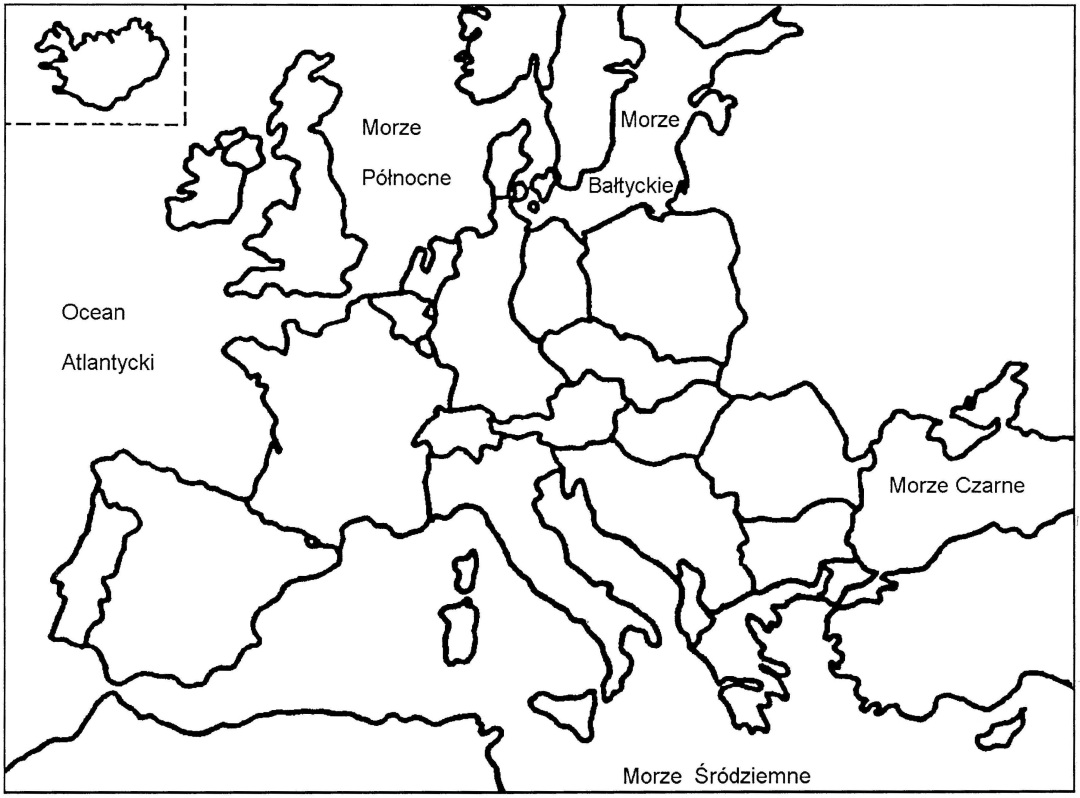 Morze
Północne
Morze
Bałtyckie
Ocean
Atlantycki
Morze Czarne
Morze Śródziemne